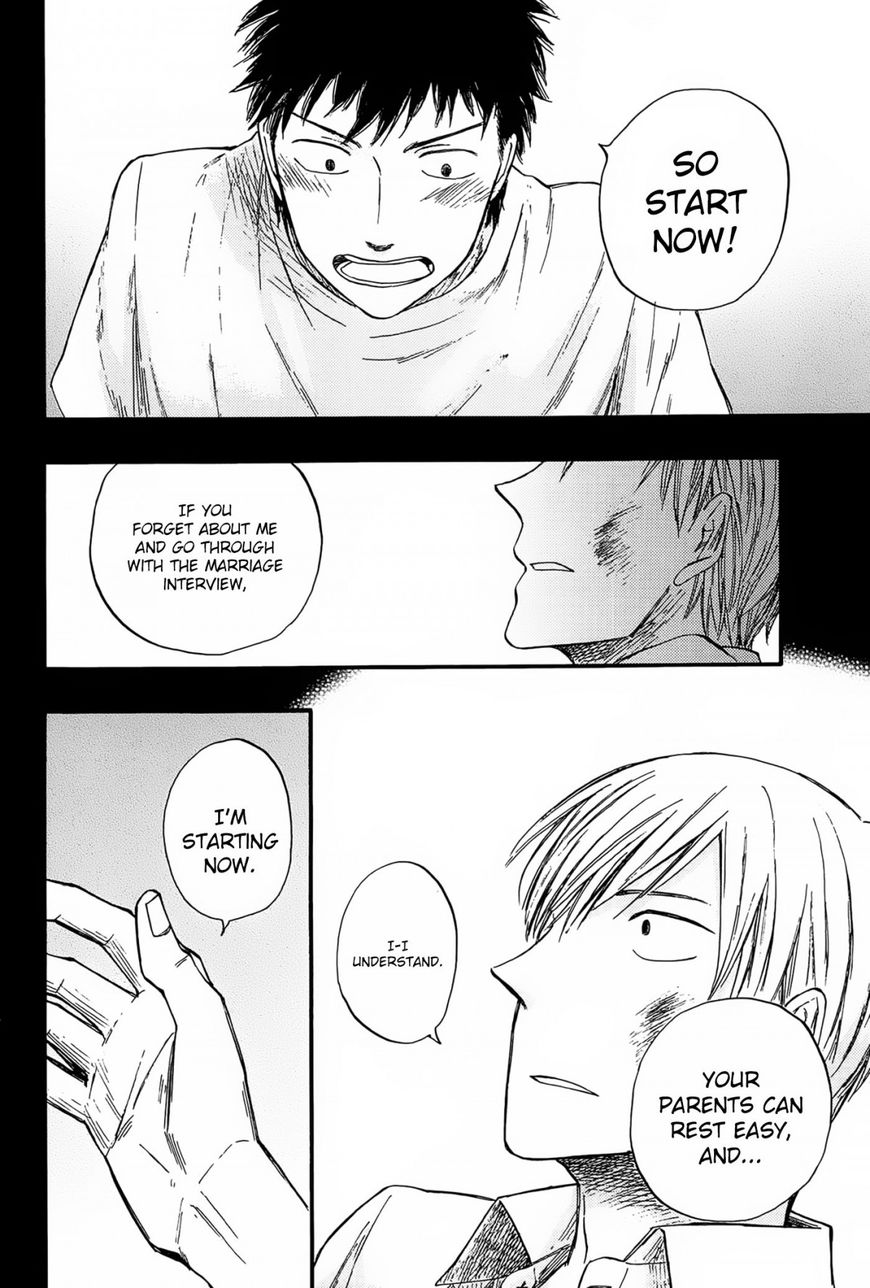 SO
START
NOW!
IF YOU
FORGET ABOUT ME
AND GO THROUGH
WITH THE MARRIAGE
INTERVIEW,
YOUR
PARENTS CAN
REST EASY,
AND...
I-I
UNDERSTAND.
I'M
STARTING
NOW.